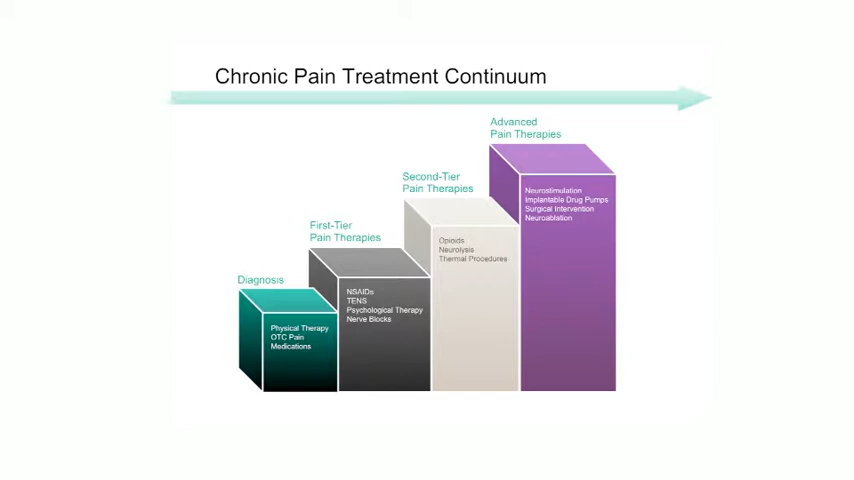 Chronic Pain Treatment Continuum
Advanced
Pain Therapies
Neurostimulation
Implantable Drug Pumps
Surgical Intervention
Neuroablation
Second-Tier
Pain Therapies
Opioids
Neurolysis
Thermal Procedures
First-Tier
Pain Therapies
NSAIDs
TENS
Psychological Therapy
Nerve Blocks
Diagnosis
Physical Therapy
OTC Pain
Medications